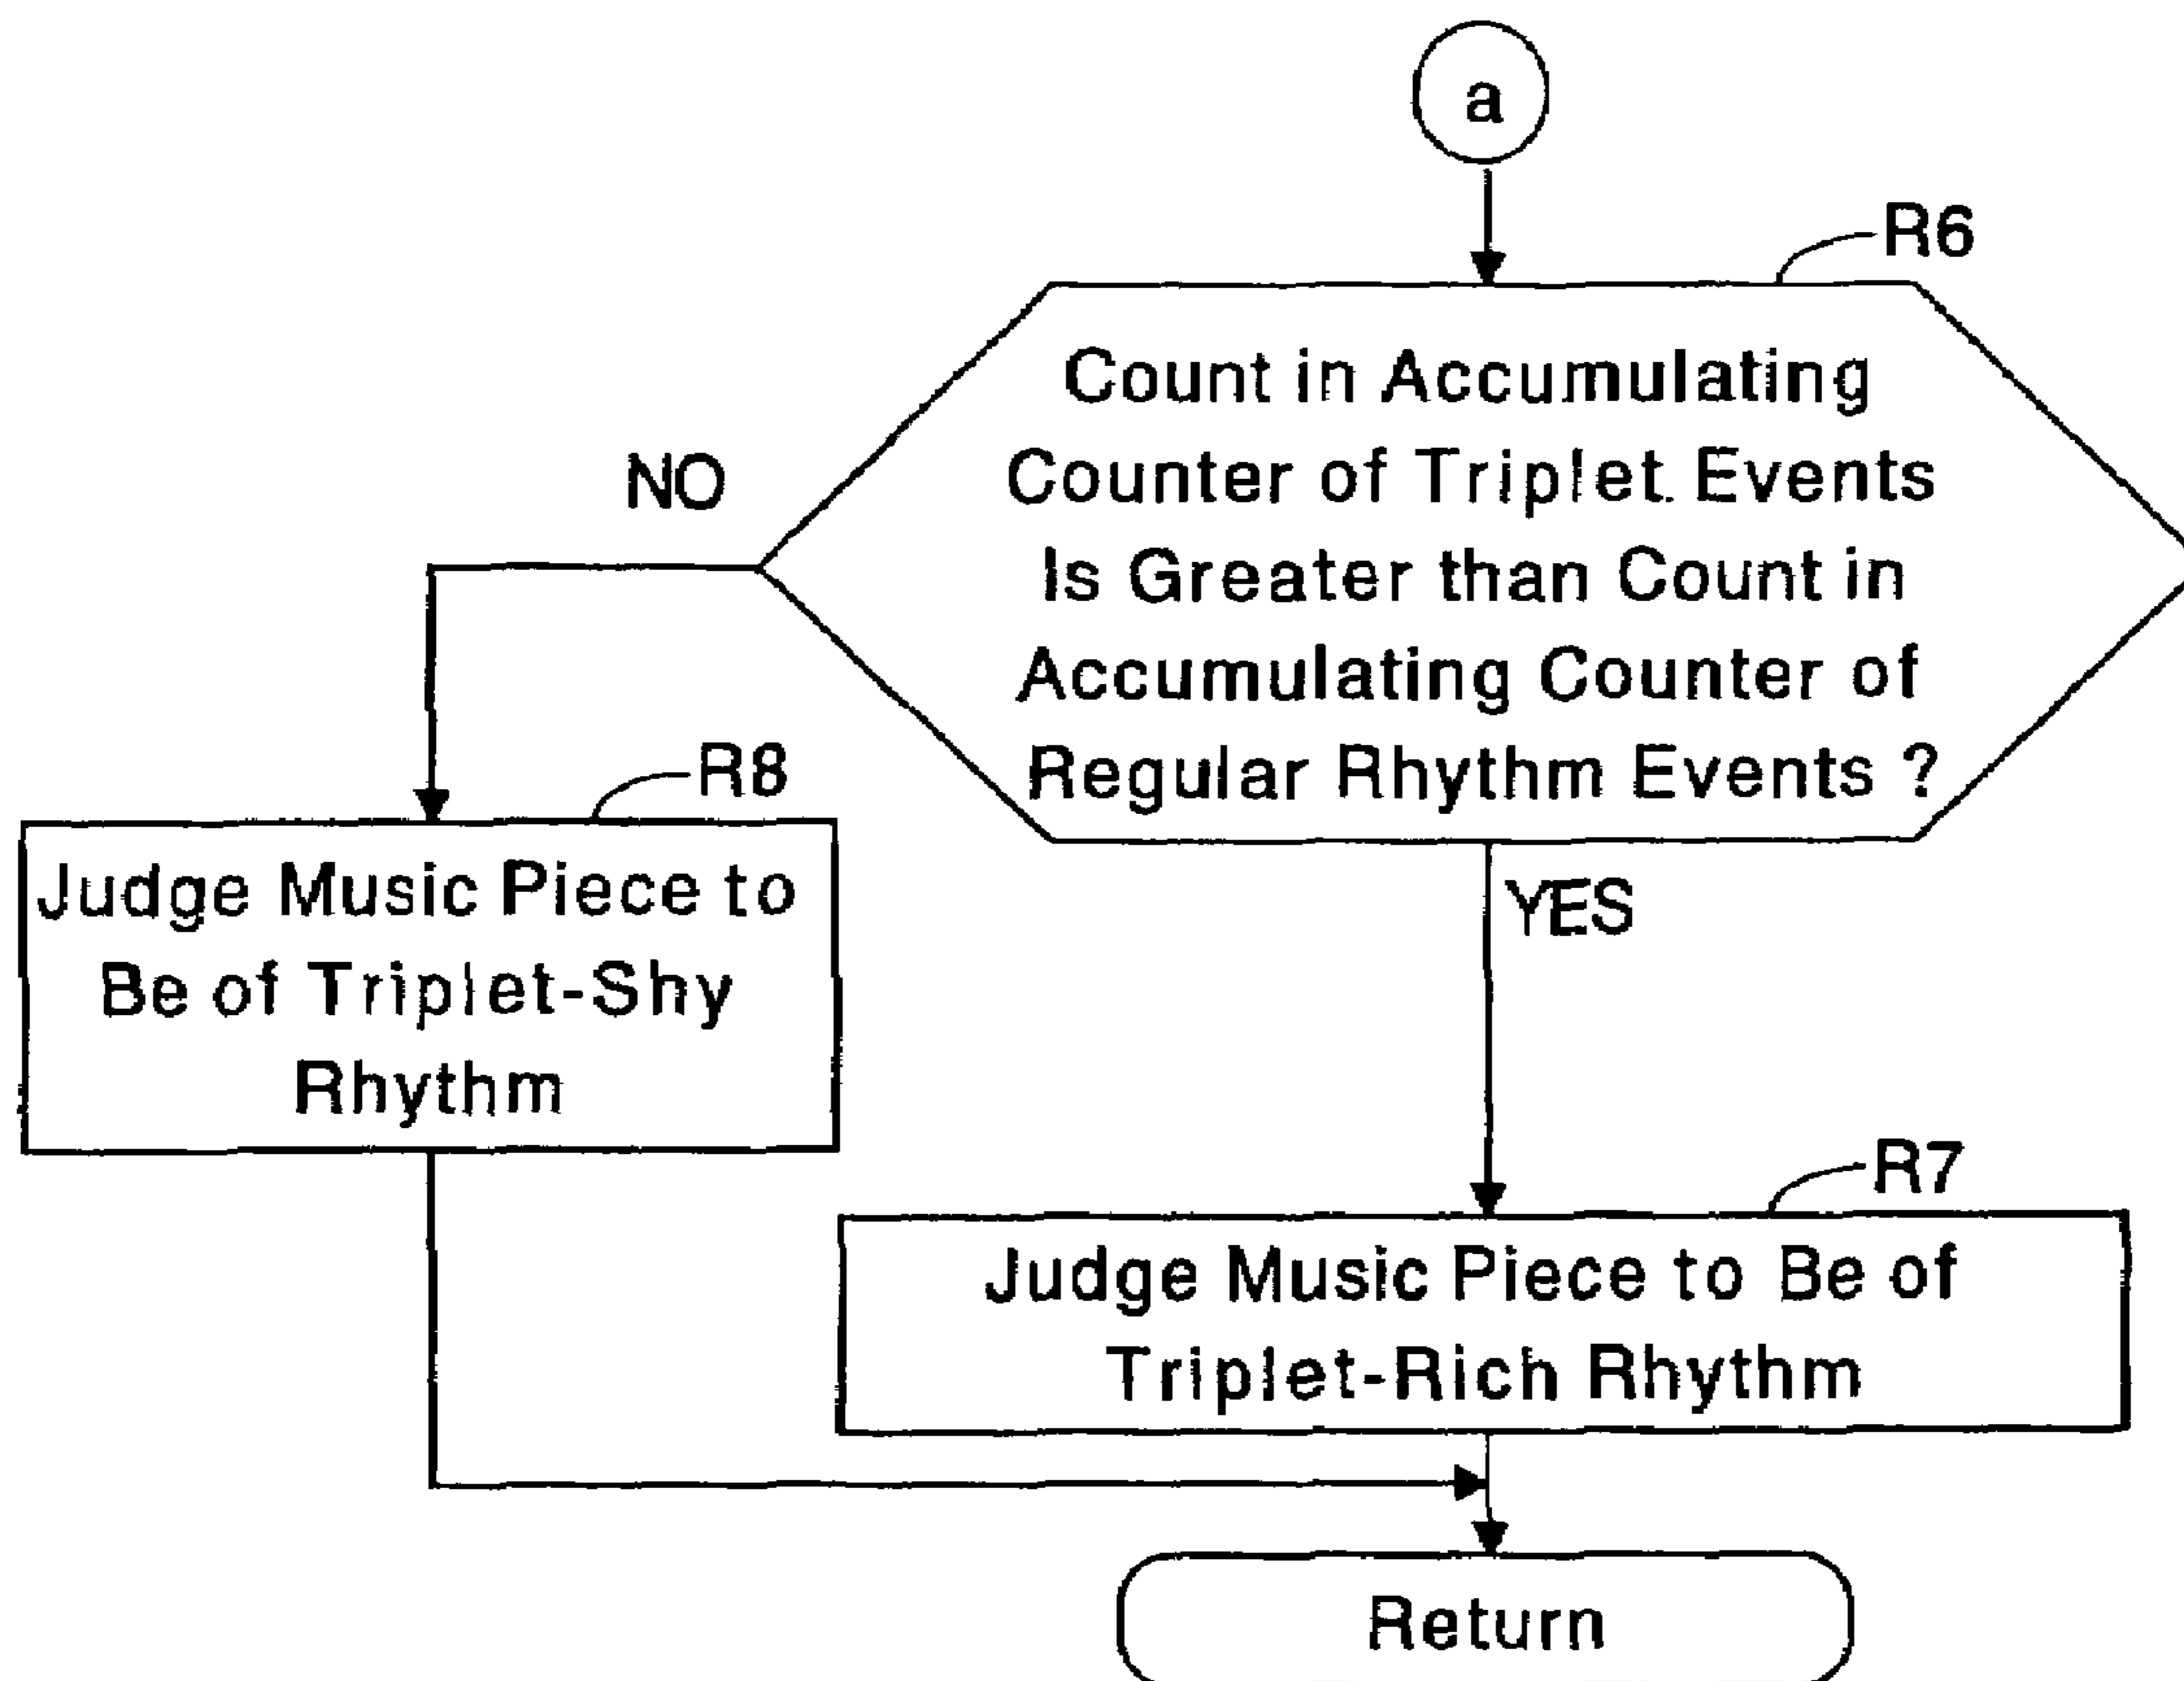 a
R6
Count in Accumulating
Counter of Triplet Events
Is Greater than Count in
Accumulating Counter of
Regular Rhythm Events ?
NO
YES
R8
Judge Music Piece to
Be of Triplet-Shy
Rhythm
R7
Judge Music Piece to Be of
Triplet-Rich Rhythm
Return